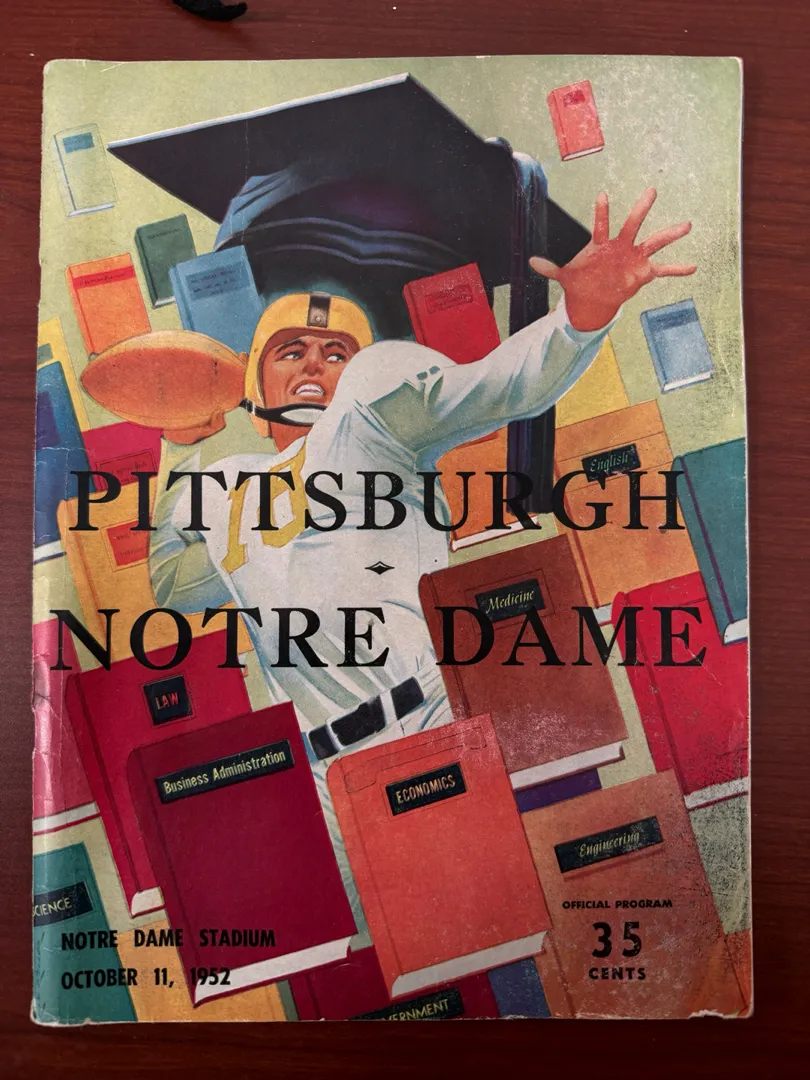 English
PITTSBURGH
Medicine
NOTRE DAME
LAW
Business Administration
ECONOMICS
Engineering
SCIENCE
OFFICIAL PROGRAM
35
CENTS
NOTRE DAME STADIUM
OCTOBER 11, 1952
VERNMENT